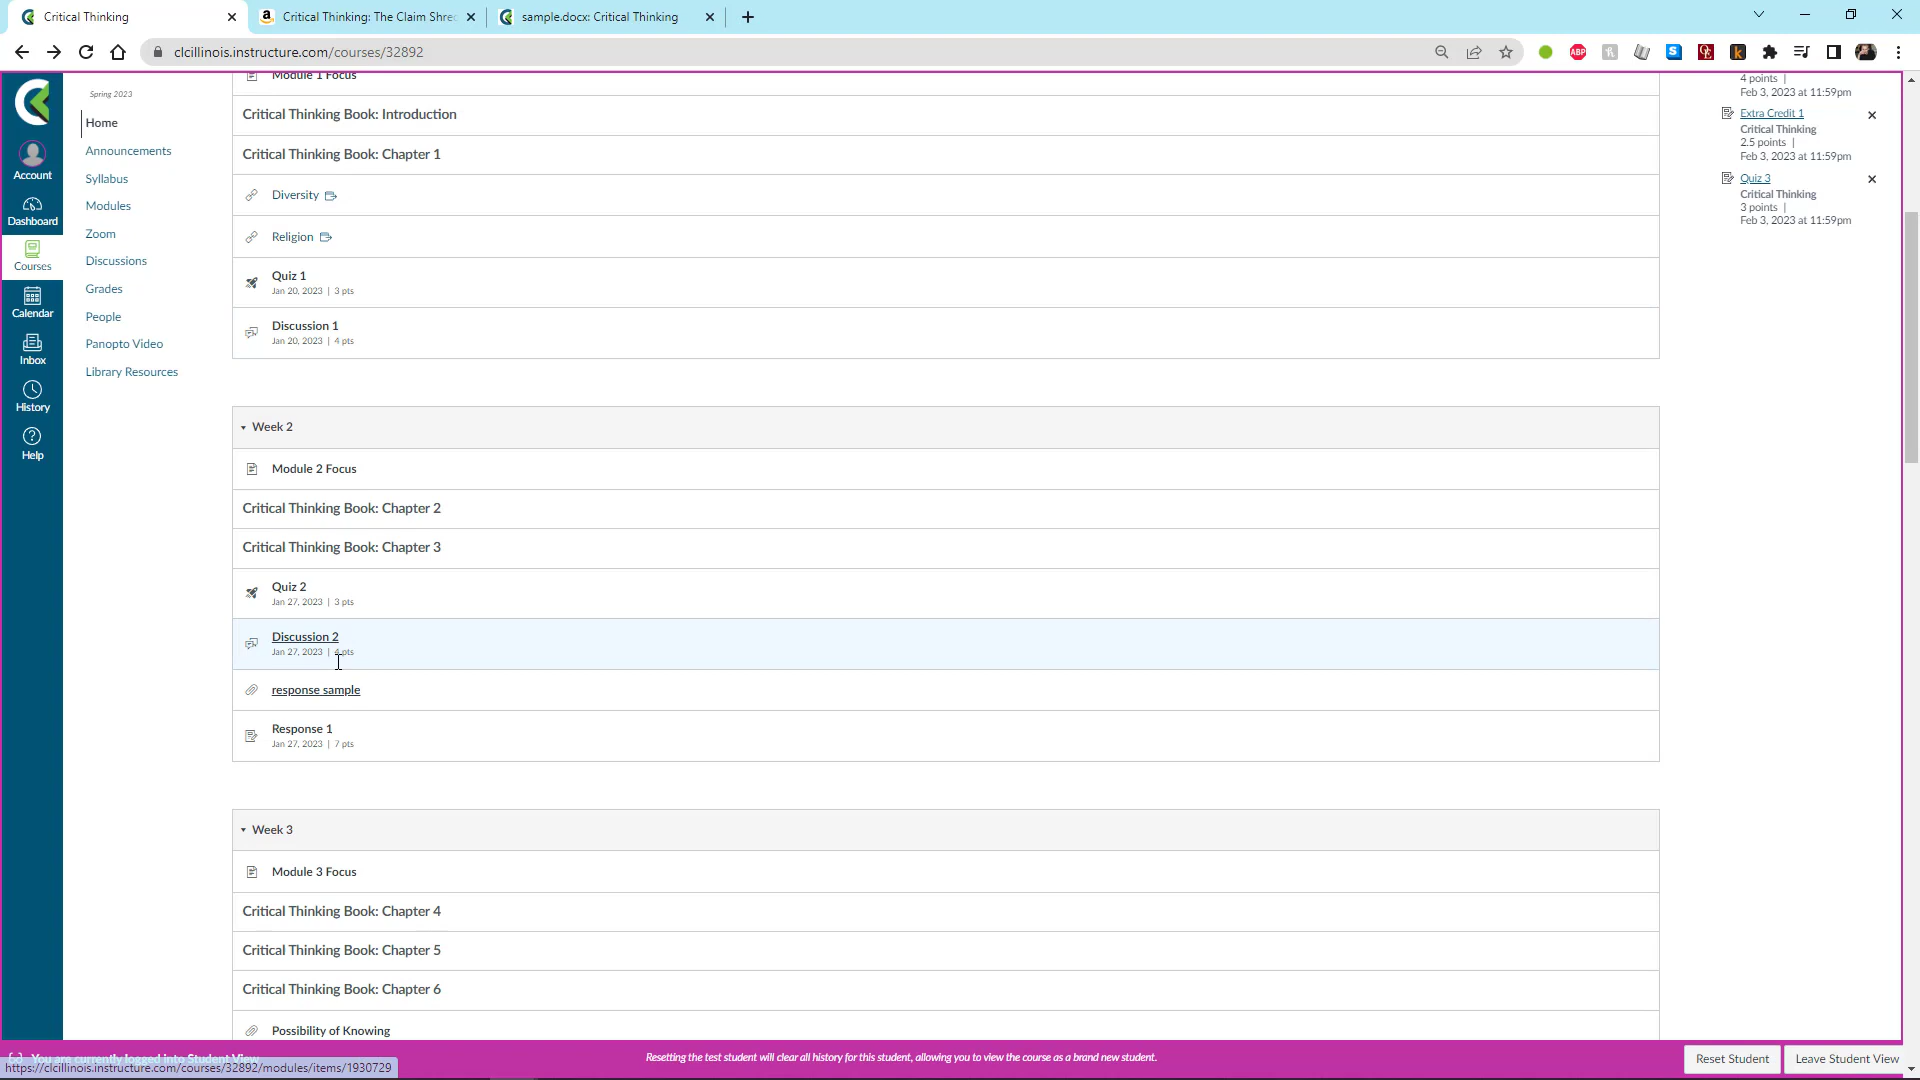 Critical Thinking
Critical Thinking: The Claim Shre
sample.docx: Critical Thinking
clcillinois.instructure.com/courses/32892
ABP
Spring 2023
Home
Announcements
Syllabus
Modules
Zoom
Discussions
Grades
People
Panopto Video
Library Resources
Account
Dashboard
Courses
Calendar
Inbox
History
Help
Module 1 Focus
Critical Thinking Book: Introduction
Critical Thinking Book: Chapter 1
Diversity
Religion
Quiz 1
Jan 20, 2023 | 3 pts
Discussion 1
Jan 20, 2023 | 4 pts
Week 2
Module 2 Focus
Critical Thinking Book: Chapter 2
Critical Thinking Book: Chapter 3
Quiz 2
Jan 27, 2023 | 3 pts
Discussion 2
Jan 27, 2023 | 4 pts
response sample
Response 1
Jan 27, 2023 | 7 pts
Week 3
Module 3 Focus
Critical Thinking Book: Chapter 4
Critical Thinking Book: Chapter 5
Critical Thinking Book: Chapter 6
Possibility of Knowing
4 points |
Feb 3, 2023 at 11:59pm
Extra Credit 1
Critical Thinking
2.5 points |
Feb 3, 2023 at 11:59pm
Quiz 3
Critical Thinking
3 points |
Feb 3, 2023 at 11:59pm
You are currently logged into Student View
https://clcillinois.instructure.com/courses/32892/modules/items/1930729
Resetting the test student will clear all history for this student, allowing you to view the course as a brand new student.
Reset Student
Leave Student View